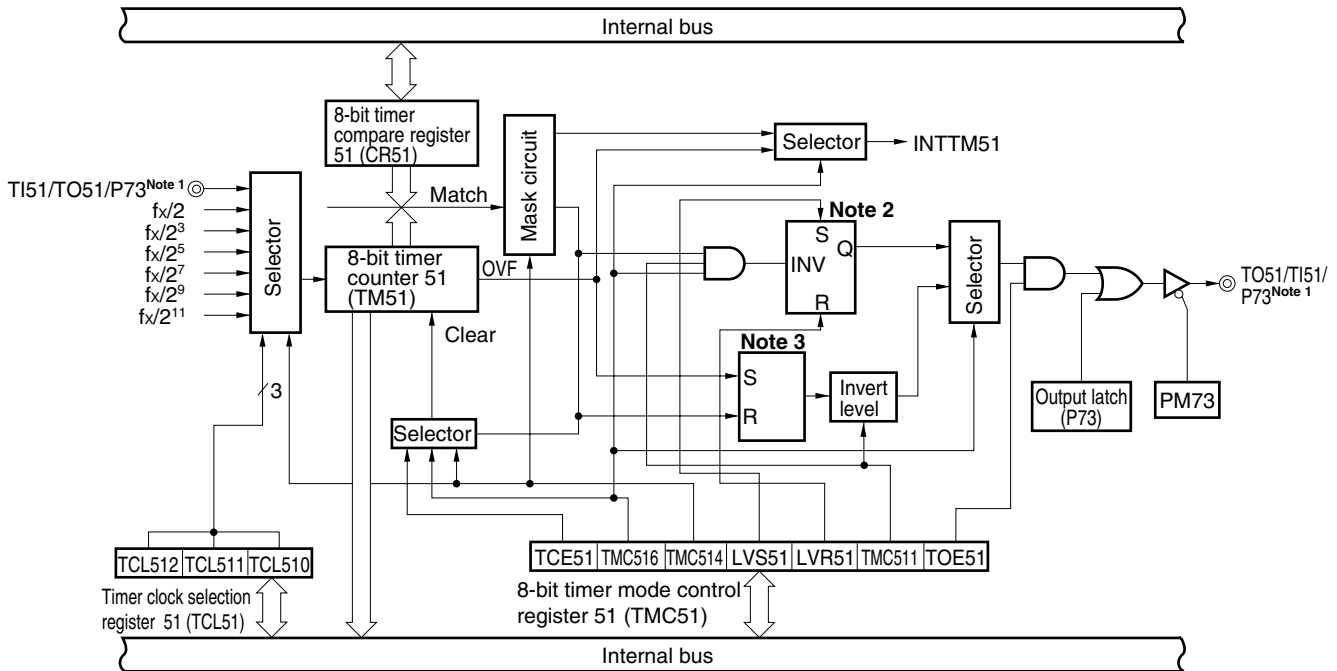 Internal bus
8-bit timer
compare register
51 (CR51)
Mask circuit
Selector
INTTM51
TI51/TO51/P73Note 1
Match
fx/2
fx/2³
fx/2⁵
fx/2⁷
fx/2⁹
fx/2¹¹
Selector
8-bit timer
counter 51
(TM51)
OVF
Clear
Note 2
S
INV
Q
R
Selector
TO51/TI51/
P73Note 1
Note 3
S
R
Invert
level
Output latch
(P73)
PM73
3
Selector
TCL512 TCL511 TCL510
Timer clock selection
register 51 (TCL51)
TCE51 TMC516 TMC514 LVS51 LVR51 TMC511 TOE51
8-bit timer mode control
register 51 (TMC51)
Internal bus